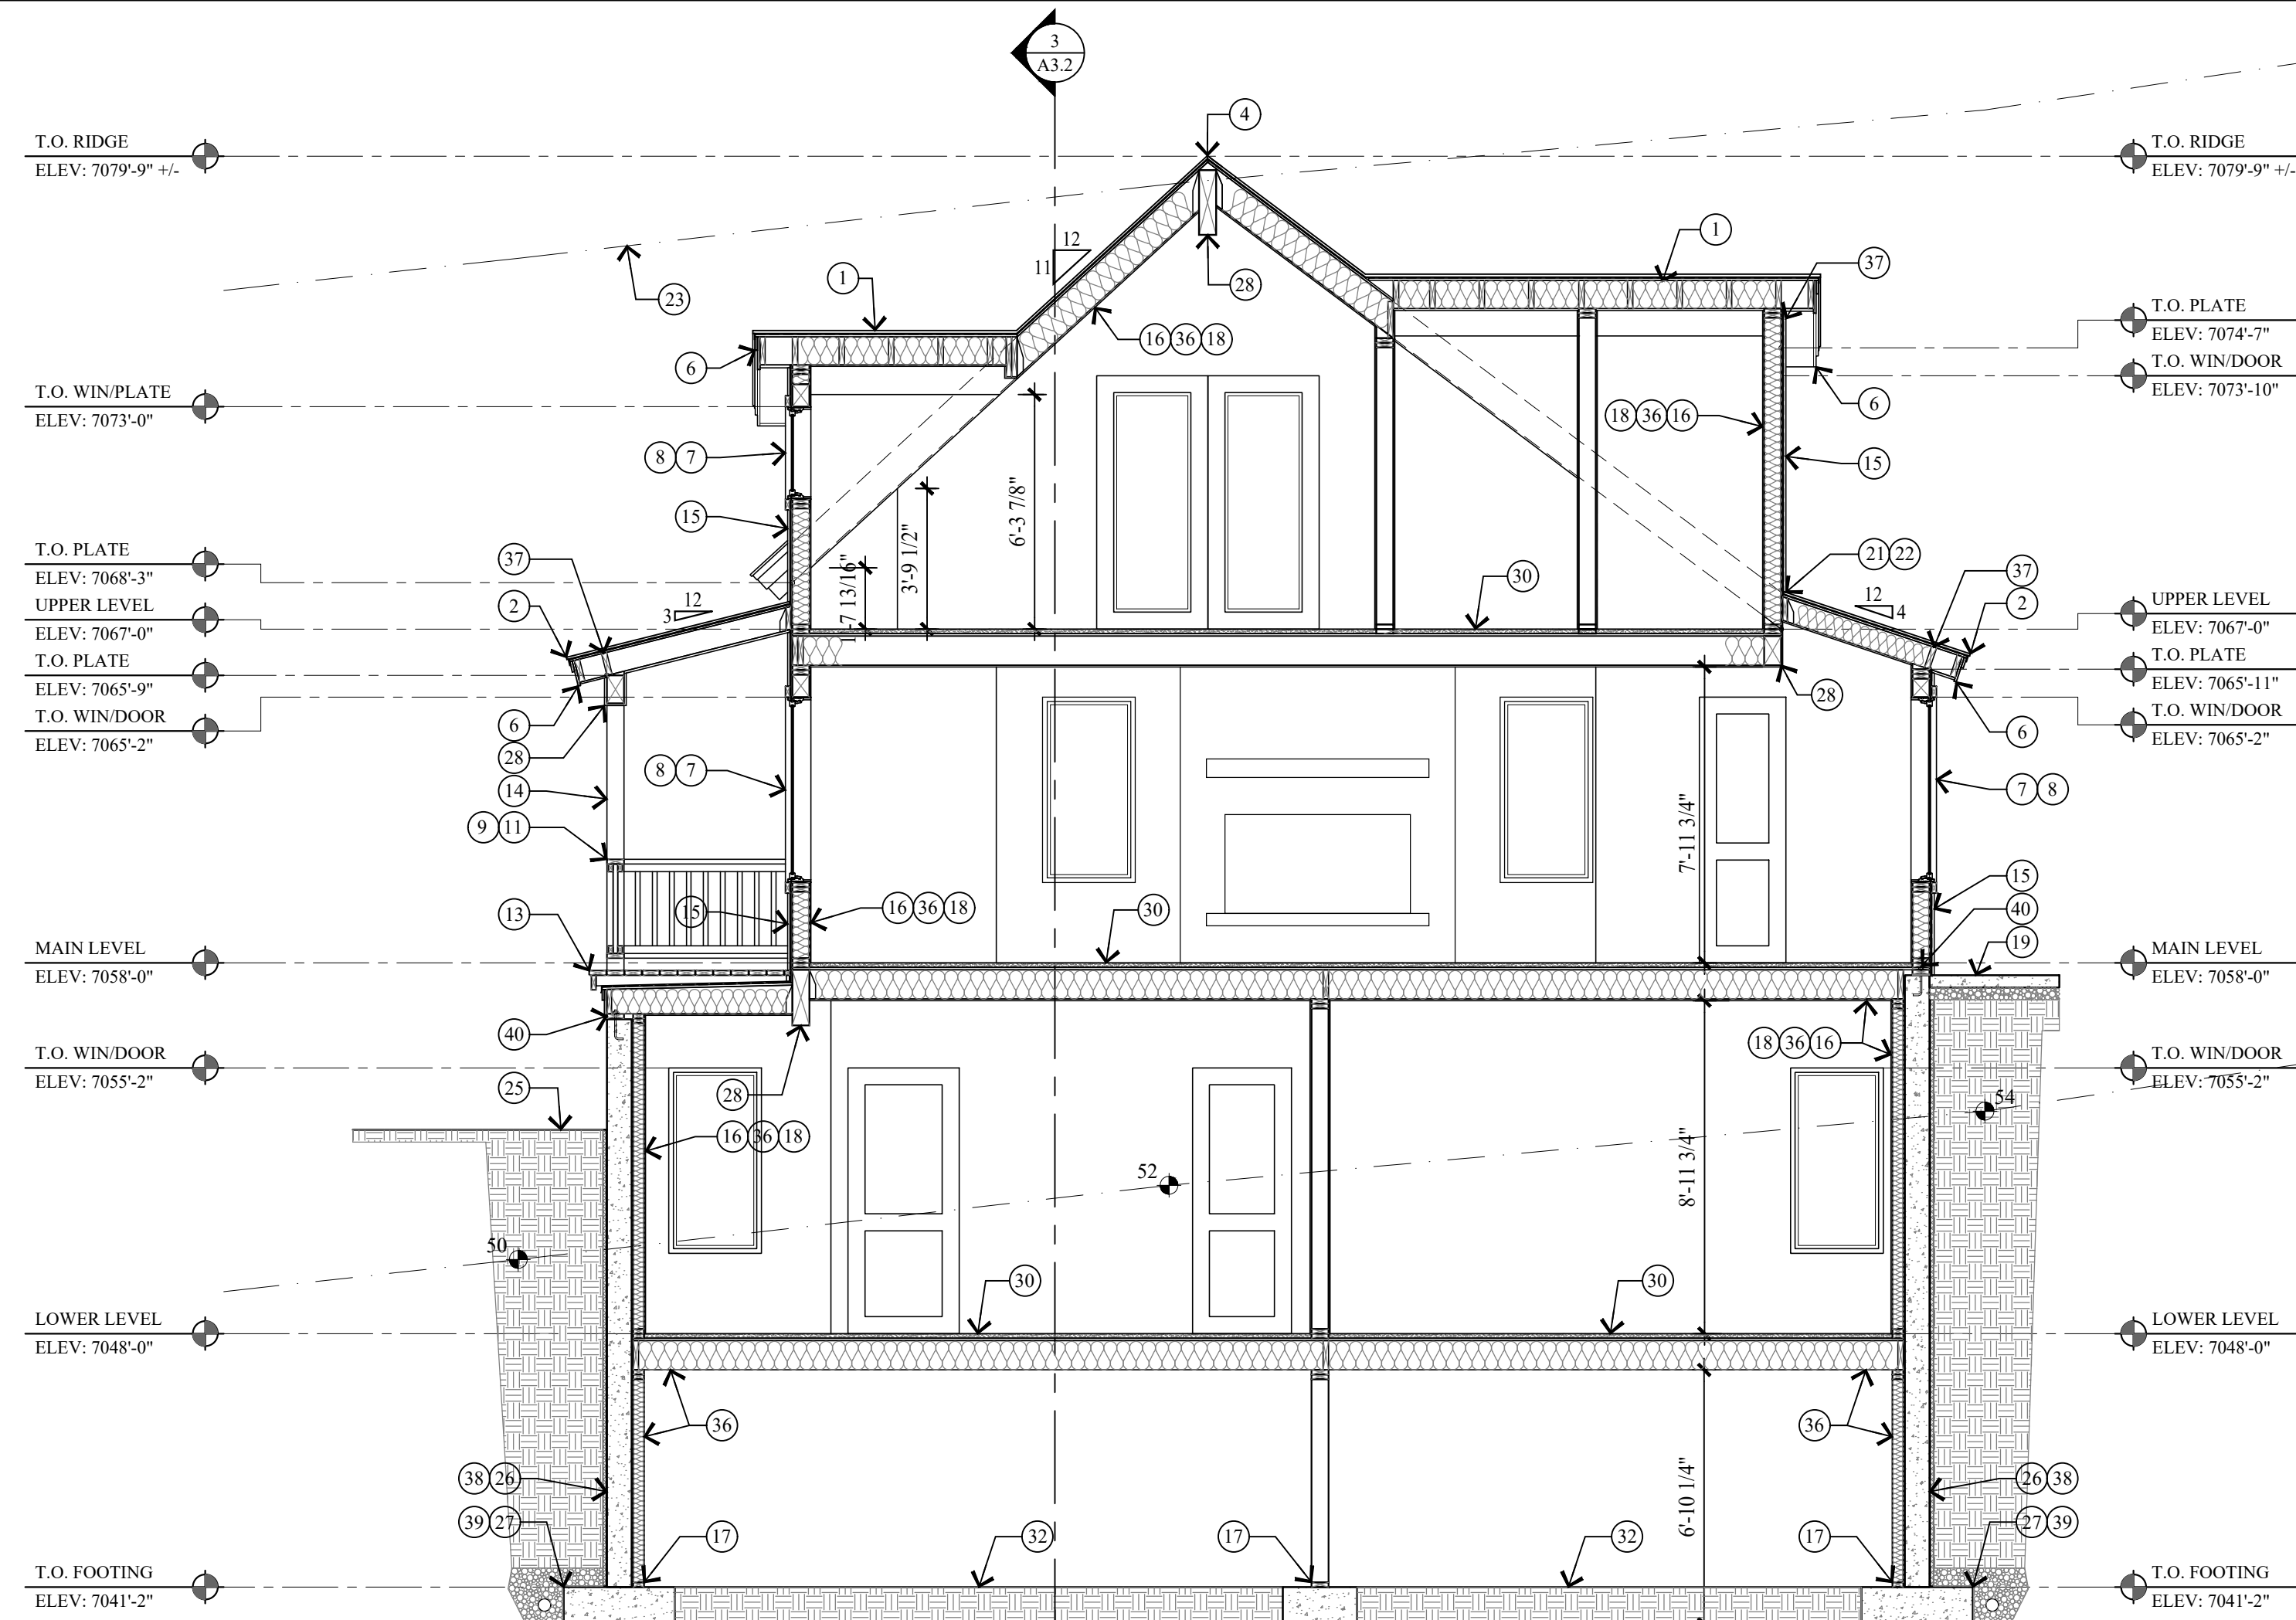 3
A3.2
4
T.O. RIDGE
ELEV: 7079'-9" +/-
T.O. RIDGE
ELEV: 7079'-9" +/-
1
12
11
37
23
1
28
T.O. PLATE
ELEV: 7074'-7"
16 36 18
6
T.O. WIN/DOOR
ELEV: 7073'-10"
T.O. WIN/PLATE
ELEV: 7073'-0"
18 36 16
6
8 7
15
15
6'-3 7/8"
3'-9 1/2"
1'-7 13/16"
T.O. PLATE
ELEV: 7068'-3"
37
21 22
37
30
UPPER LEVEL
ELEV: 7067'-0"
2
12
3
12
4
2
UPPER LEVEL
ELEV: 7067'-0"
T.O. PLATE
ELEV: 7065'-9"
T.O. PLATE
ELEV: 7065'-11"
28
T.O. WIN/DOOR
ELEV: 7065'-2"
6
6
T.O. WIN/DOOR
ELEV: 7065'-2"
28
8 7
14
7 8
9 11
7'-11 3/4"
15
13
15
16 36 18
30
40
19
MAIN LEVEL
ELEV: 7058'-0"
MAIN LEVEL
ELEV: 7058'-0"
40
18 36 16
T.O. WIN/DOOR
ELEV: 7055'-2"
T.O. WIN/DOOR
ELEV: 7055'-2"
25
28
54
16 36 18
52
8'-11 3/4"
50
30
30
LOWER LEVEL
ELEV: 7048'-0"
LOWER LEVEL
ELEV: 7048'-0"
36
36
38 26
6'-10 1/4"
26 38
39 27
17
32
17
32
17
27 39
T.O. FOOTING
ELEV: 7041'-2"
T.O. FOOTING
ELEV: 7041'-2"